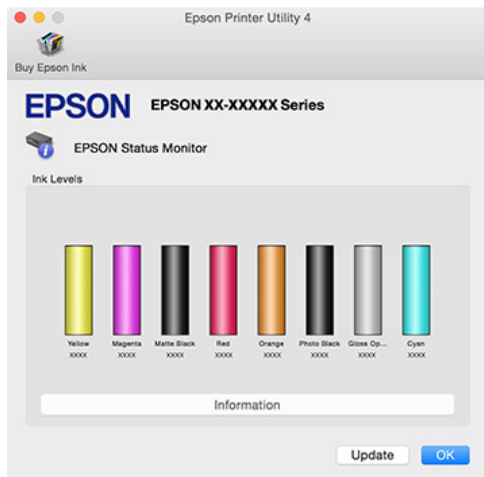 Epson Printer Utility 4
Buy Epson Ink
EPSON EPSON XX-XXXXX Series
EPSON Status Monitor
Ink Levels
Yellow Magenta Matte Black Red Orange Photo Black Gloss Op... Cyan
XXXX XXXX XXXX XXXX XXXX XXXX XXXX XXXX
Information
Update OK